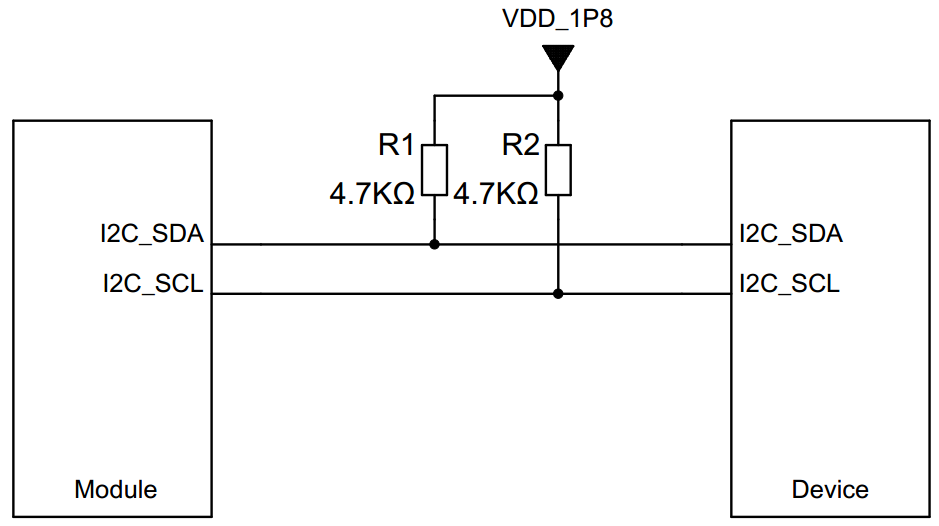 VDD_1P8
R1
R2
4.7KΩ
4.7KΩ
I2C_SDA
I2C_SDA
I2C_SCL
I2C_SCL
Module
Device